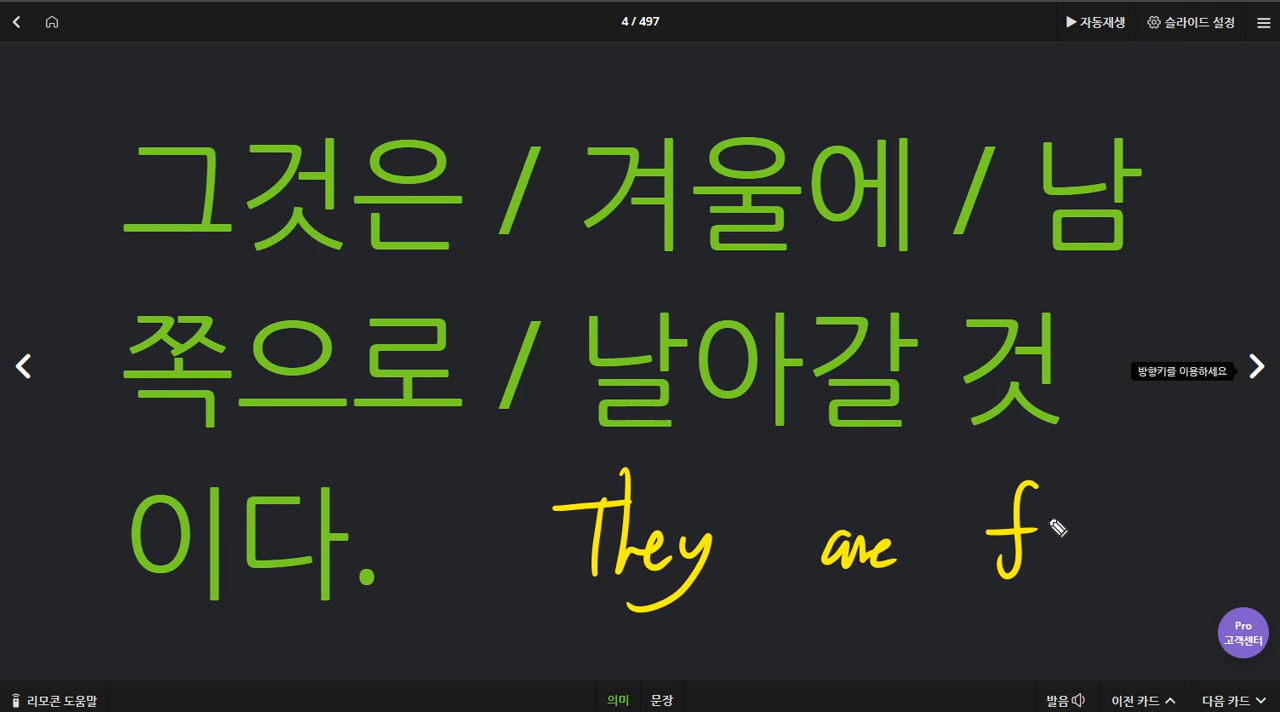 4 / 497
자동재생
슬라이드 설정
그것은 / 겨울에 / 남
쪽으로 / 날아갈 것
이다.
방향키를 이용하세요
They are f
Pro
고객센터
리모콘 도움말
의미
문장
발음
이전 카드
다음 카드